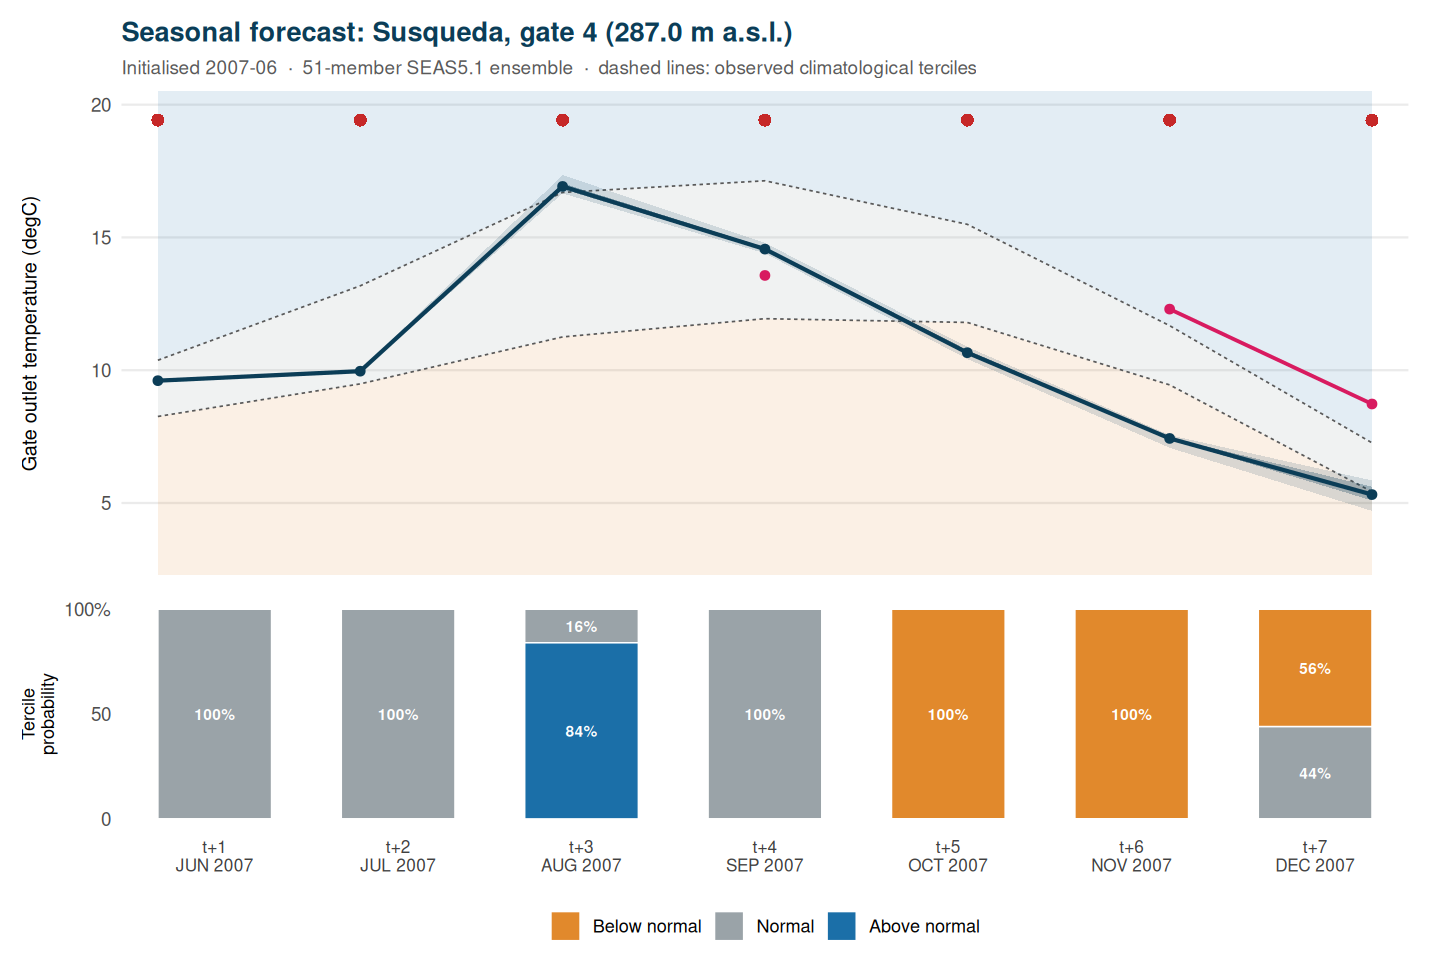 Seasonal forecast: Susqueda, gate 4 (287.0 m a.s.l.)
Initialised 2007-06 · 51-member SEAS5.1 ensemble · dashed lines: observed climatological terciles
Gate outlet temperature (degC)
20
15
10
5
Tercile
probability
100%
50
0
100%
100%
16%
84%
100%
100%
100%
56%
44%
t+1
JUN 2007
t+2
JUL 2007
t+3
AUG 2007
t+4
SEP 2007
t+5
OCT 2007
t+6
NOV 2007
t+7
DEC 2007
Below normal
Normal
Above normal